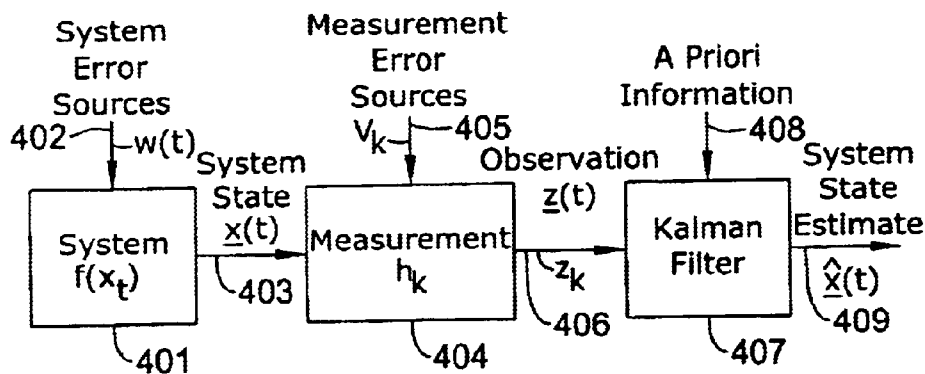 System
Error
Sources
402
w(t)
Measurement
Error
Sources
V_k
405
A Priori
Information
408
System
State
x(t)
Observation
z(t)
System
State
Estimate
System
f(x_t)
Measurement
h_k
Kalman
Filter
403
z_k
406
x̂(t)
409
401
404
407